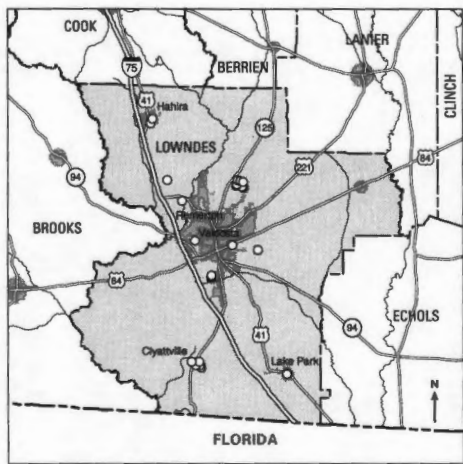 COOK
LANIER
BERRIEN
75
41
Hahira
CLINCH
125
LOWNDES
221
84
94
Remerton
Valdosta
BROOKS
84
ECHOLS
41
94
Clyattville
Lake Park
N
FLORIDA